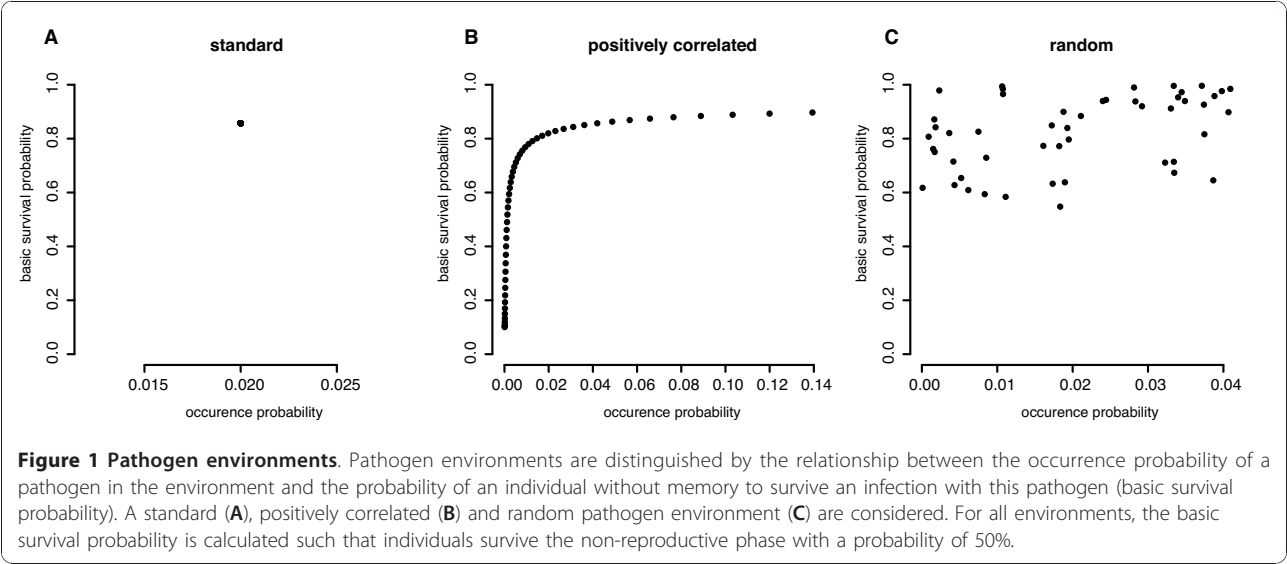 A
standard
basic survival probability
0.0 0.2 0.4 0.6 0.8 1.0
0.015 0.020 0.025
occurence probability
B
positively correlated
basic survival probability
0.0 0.2 0.4 0.6 0.8 1.0
0.00 0.02 0.04 0.06 0.08 0.10 0.12 0.14
occurence probability
C
random
basic survival probability
0.0 0.2 0.4 0.6 0.8 1.0
0.00 0.01 0.02 0.03 0.04
occurence probability
Figure 1 Pathogen environments. Pathogen environments are distinguished by the relationship between the occurrence probability of a
pathogen in the environment and the probability of an individual without memory to survive an infection with this pathogen (basic survival
probability). A standard (A), positively correlated (B) and random pathogen environment (C) are considered. For all environments, the basic
survival probability is calculated such that individuals survive the non-reproductive phase with a probability of 50%.